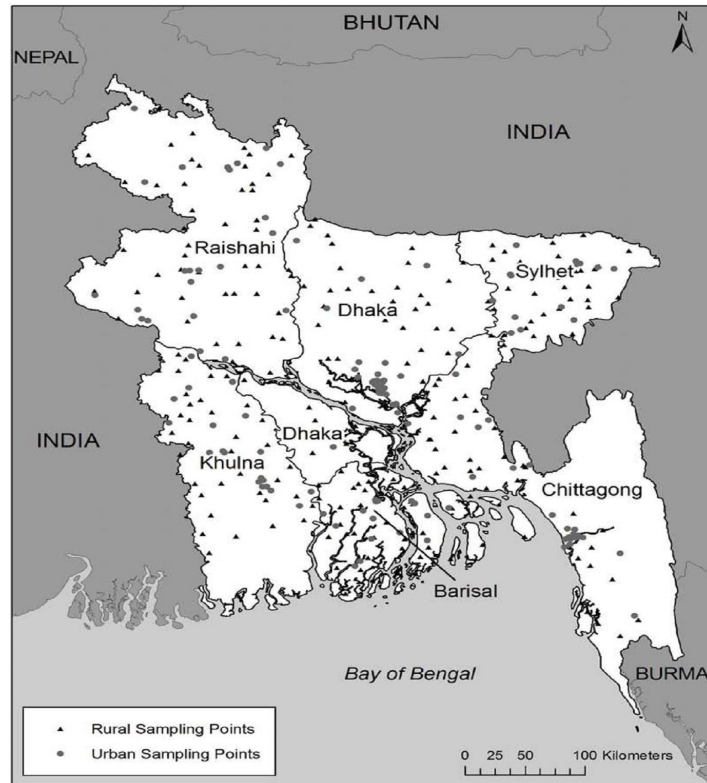 BHUTAN
N
NEPAL
INDIA
Raishahi
Sylhet
Dhaka
INDIA
Dhaka
Khulna
Chittagong
Barisal
Bay of Bengal
BURMA
Rural Sampling Points
Urban Sampling Points
0 25 50 100 Kilometers